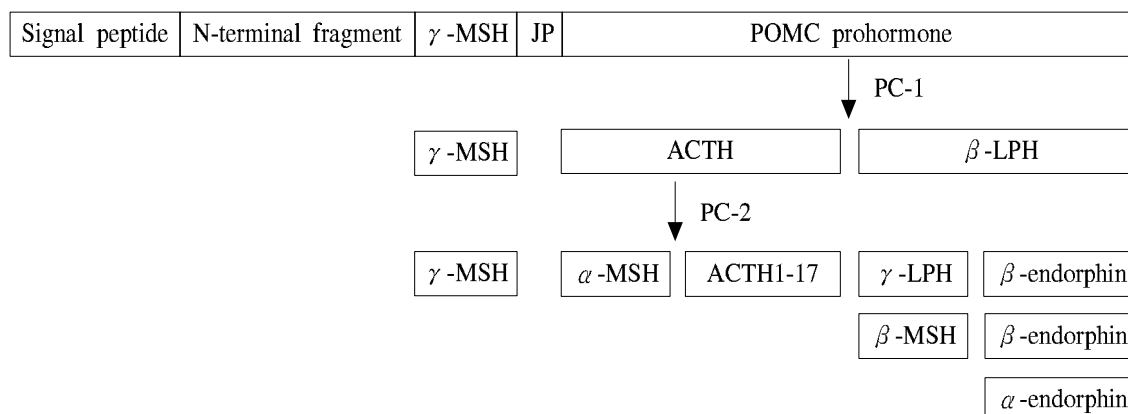 Signal peptide N-terminal fragment γ-MSH JP POMC prohormone
PC-1
γ-MSH ACTH β-LPH
PC-2
γ-MSH α-MSH ACTH1-17 γ-LPH β-endorphin
β-MSH β-endorphin
α-endorphin